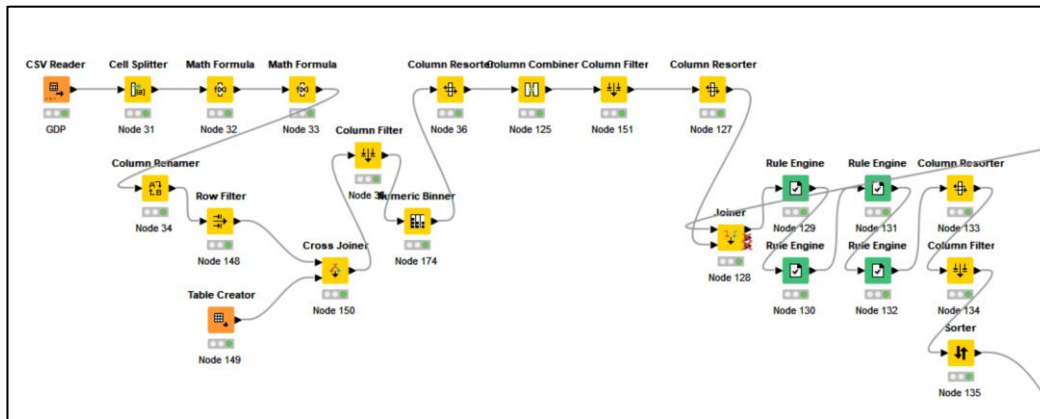 CSV Reader
GDP
Cell Splitter
Node 31
Math Formula
Node 32
Math Formula
Node 33
Column Renamer
Node 34
Row Filter
Node 148
Table Creator
Node 149
Cross Joiner
Node 150
Column Filter
Node
Numeric Binner
Node 174
Column Resorter
Node 36
Column Combiner
Node 125
Column Filter
Node 151
Column Resorter
Node 127
Joiner
Node 128
Rule Engine
Node 129
Rule Engine
Node 130
Rule Engine
Node 131
Rule Engine
Node 132
Column Resorter
Node 133
Column Filter
Node 134
Sorter
Node 135